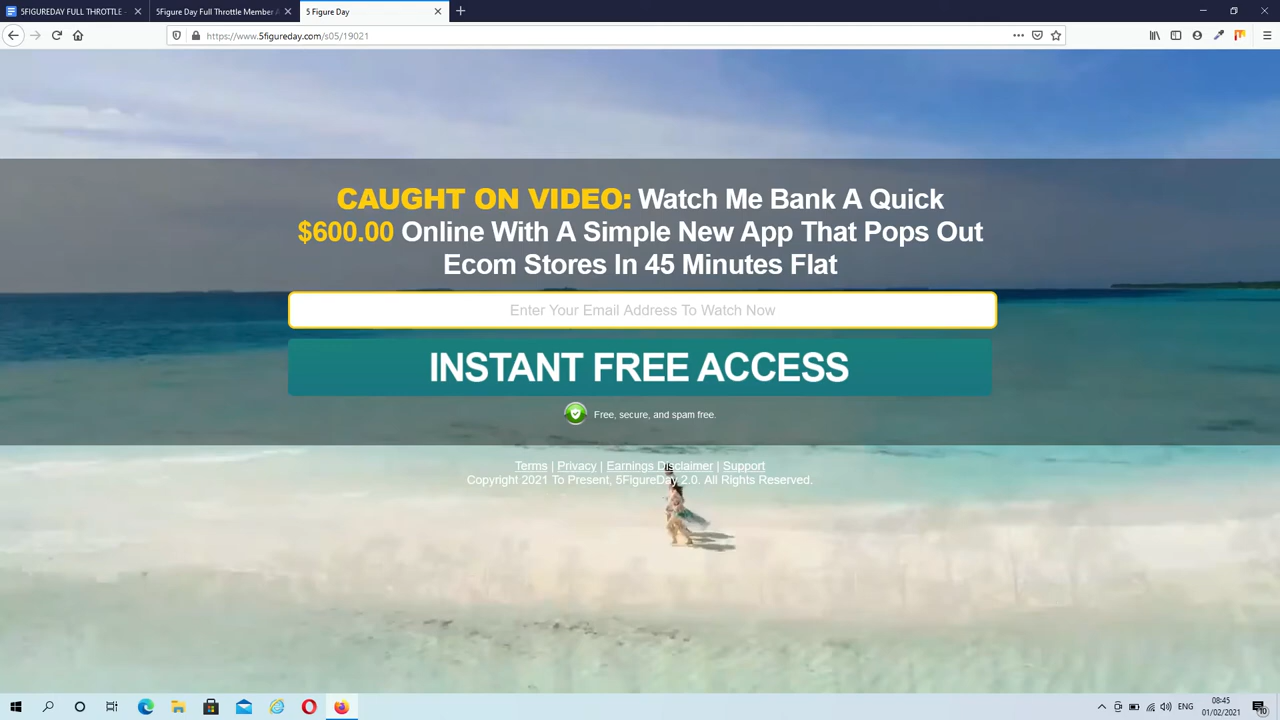 5FIGUREDAY FULL THROTTLE -
5Figure Day Full Throttle Member A
5 Figure Day
https://www.5figureday.com/s05/19021
CAUGHT ON VIDEO: Watch Me Bank A Quick
$600.00 Online With A Simple New App That Pops Out
Ecom Stores In 45 Minutes Flat
Enter Your Email Address To Watch Now
INSTANT FREE ACCESS
Free, secure, and spam free.
Terms | Privacy | Earnings Disclaimer | Support
Copyright 2021 To Present, 5FigureDay 2.0. All Rights Reserved.
ENG
08:45
01/02/2021
10